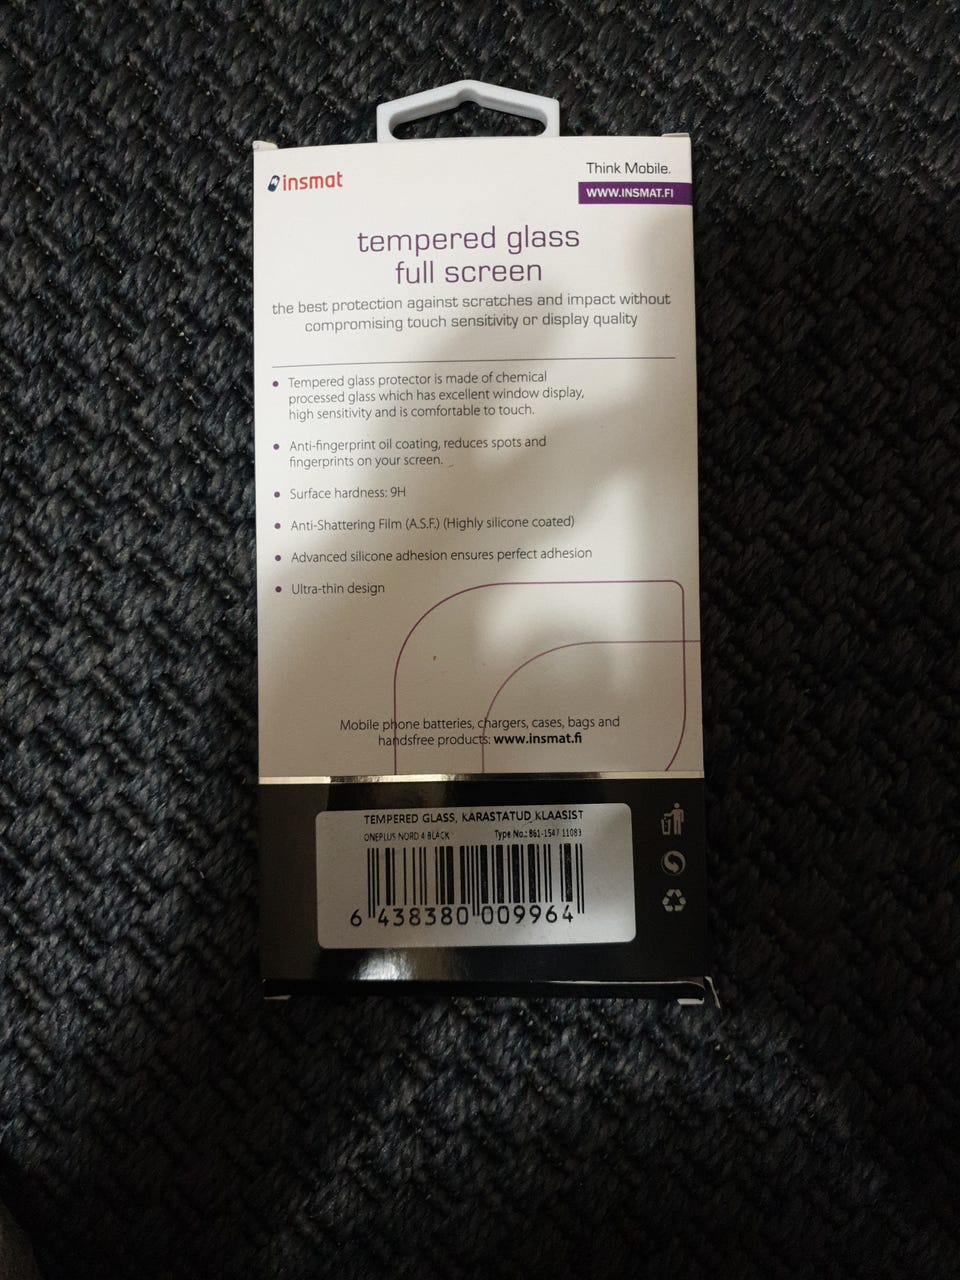 insmat
Think Mobile.
WWW.INSMAT.FI
tempered glass
full screen
the best protection against scratches and impact without
compromising touch sensitivity or display quality
• Tempered glass protector is made of chemical
processed glass which has excellent window display,
high sensitivity and is comfortable to touch.
• Anti-fingerprint oil coating, reduces spots and
fingerprints on your screen.
• Surface hardness: 9H
• Anti-Shattering Film (A.S.F.) (Highly silicone coated)
• Advanced silicone adhesion ensures perfect adhesion
• Ultra-thin design
Mobile phone batteries, chargers, cases, bags and
handsfree products: www.insmat.fi
TEMPERED GLASS, KARASTATUD KLAASIST
ONEPLUS NORD 4 BLACK Type No.: 861-1547 11083
6 438380 009964